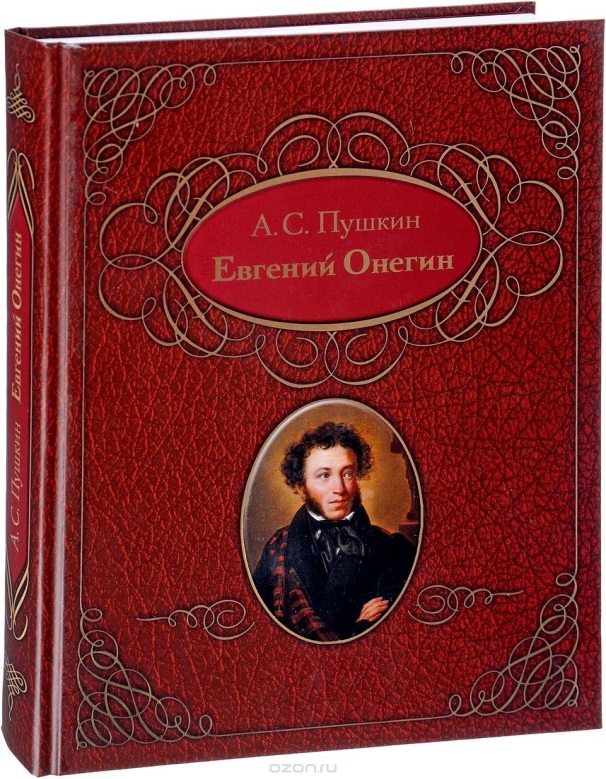 А. С. Пушкин
Евгений Онегин
А. С. Пушкин Евгений Онегин
ozon.ru